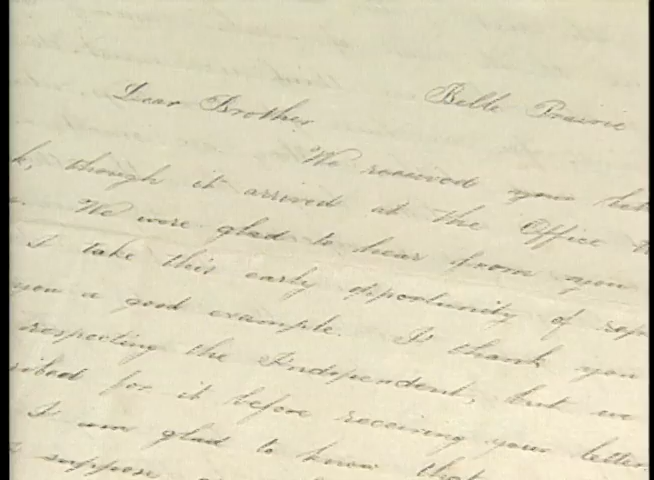 Belle Prairie
Dear Brother
We received your
though it arrived at the Office
We were glad to hear from you
I take this early opportunity of
you a good example. I thank you
respecting the Independent, but we
for it before receiving your letter
I am glad to know that
suppose